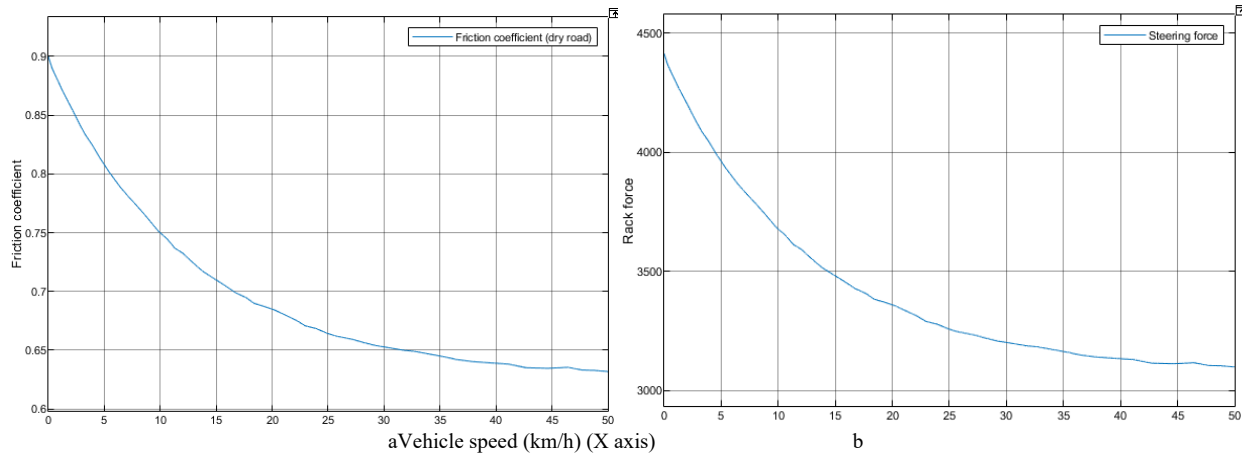 Friction coefficient (dry road)
Friction coefficient
0.9
0.85
0.8
0.75
0.7
0.65
0.6
0 5 10 15 20 25 30 35 40 45 50
Steering force
Rack force
4500
4000
3500
3000
0 5 10 15 20 25 30 35 40 45 50
aVehicle speed (km/h) (X axis) b